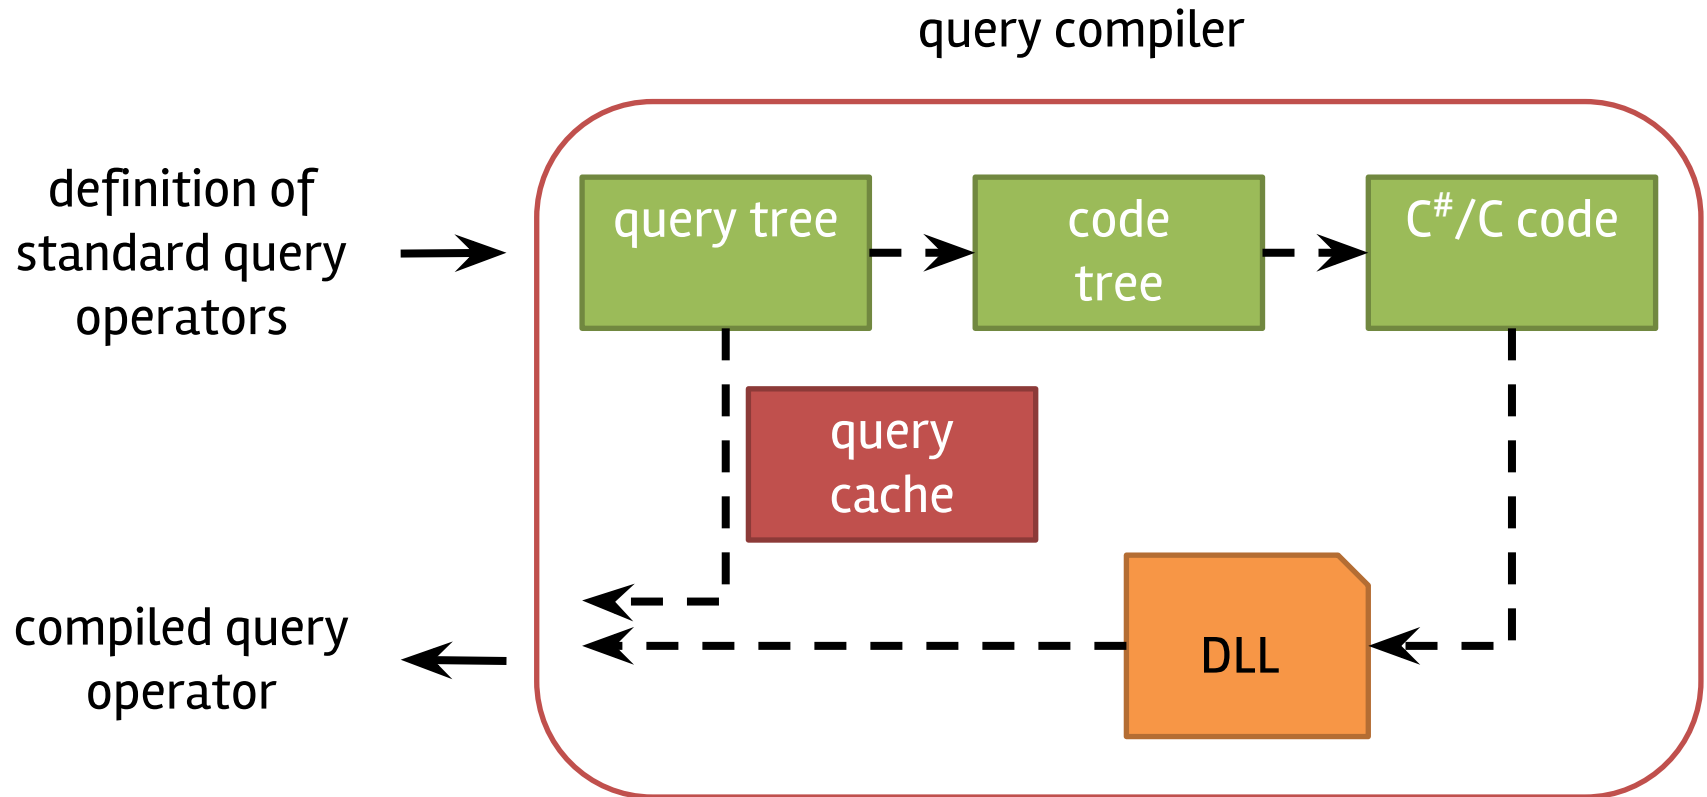 query compiler
definition of
standard query
operators
query tree
code
tree
C#/C code
query
cache
compiled query
operator
DLL